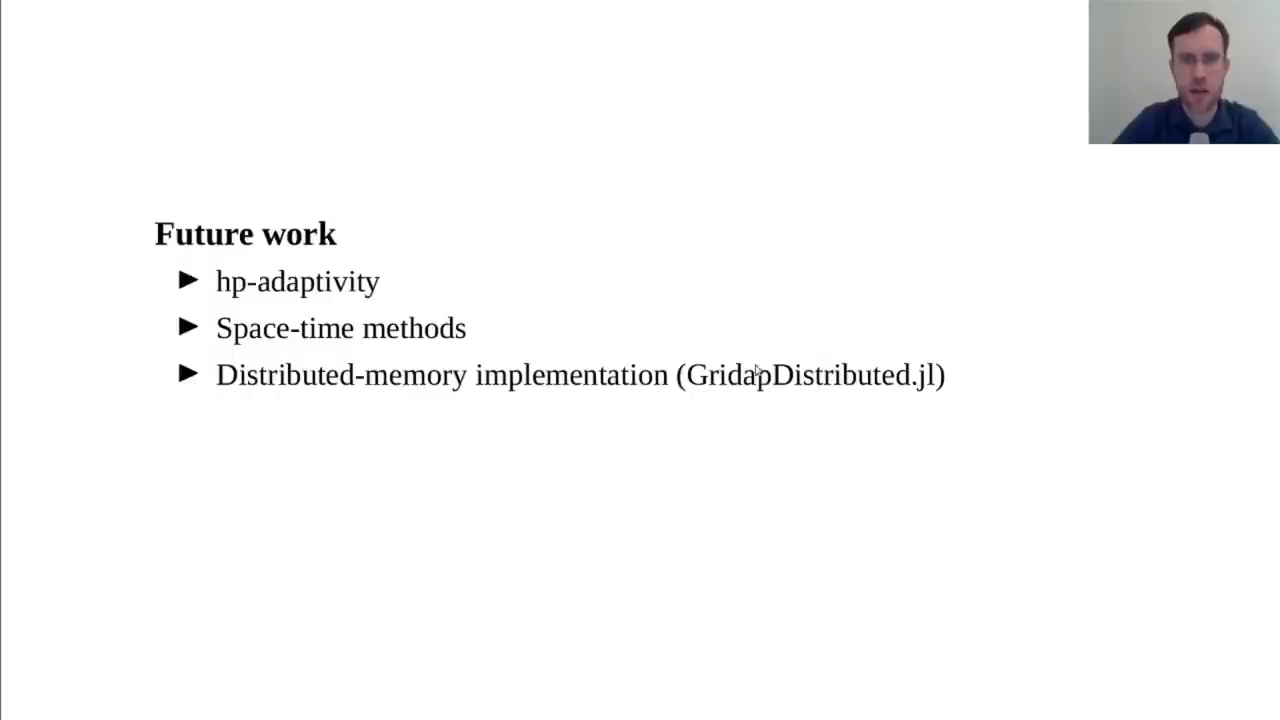 Future work
▶ hp-adaptivity
▶ Space-time methods
▶ Distributed-memory implementation (GridapDistributed.jl)